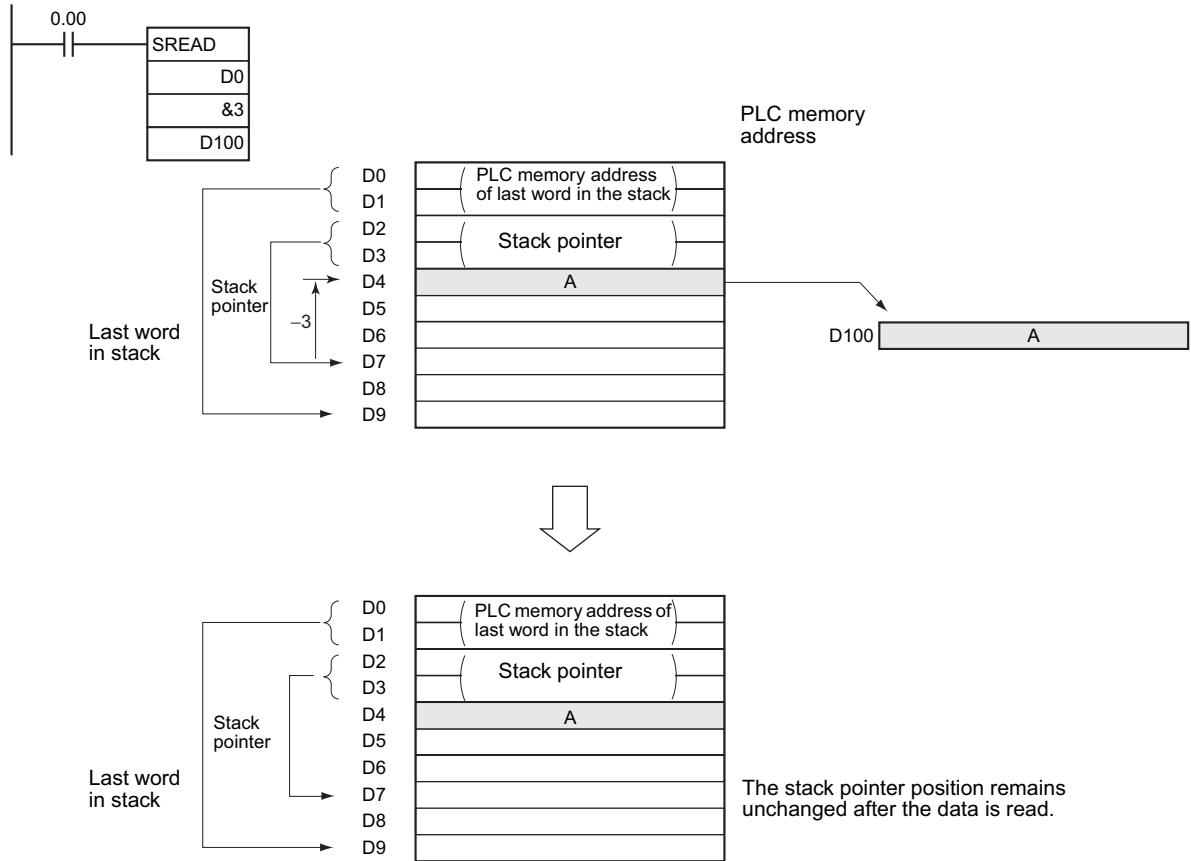 0.00
SREAD
D0
&3
D100
PLC memory
address
D0
D1
D2
D3
D4
D5
D6
D7
D8
D9
(PLC memory address
of last word in the stack)
(Stack pointer)
A
Stack
pointer
−3
Last word
in stack
D100
A
D0
D1
D2
D3
D4
D5
D6
D7
D8
D9
(PLC memory address of
last word in the stack)
(Stack pointer)
A
Stack
pointer
Last word
in stack
The stack pointer position remains
unchanged after the data is read.